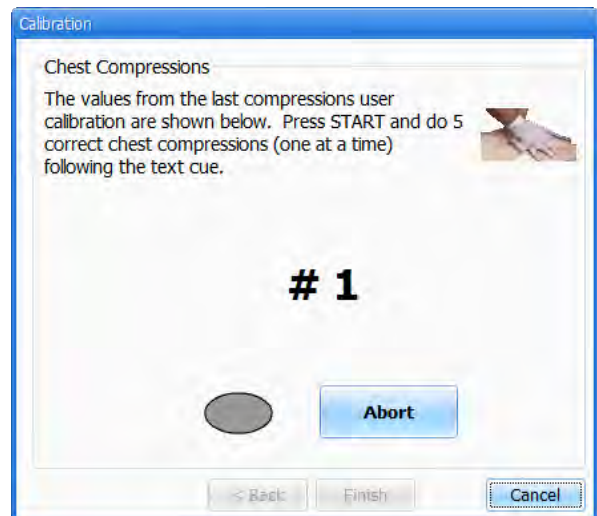 Calibration
Chest Compressions
The values from the last compressions user
calibration are shown below. Press START and do 5
correct chest compressions (one at a time)
following the text cue.
# 1
Abort
< Back
Finish
Cancel